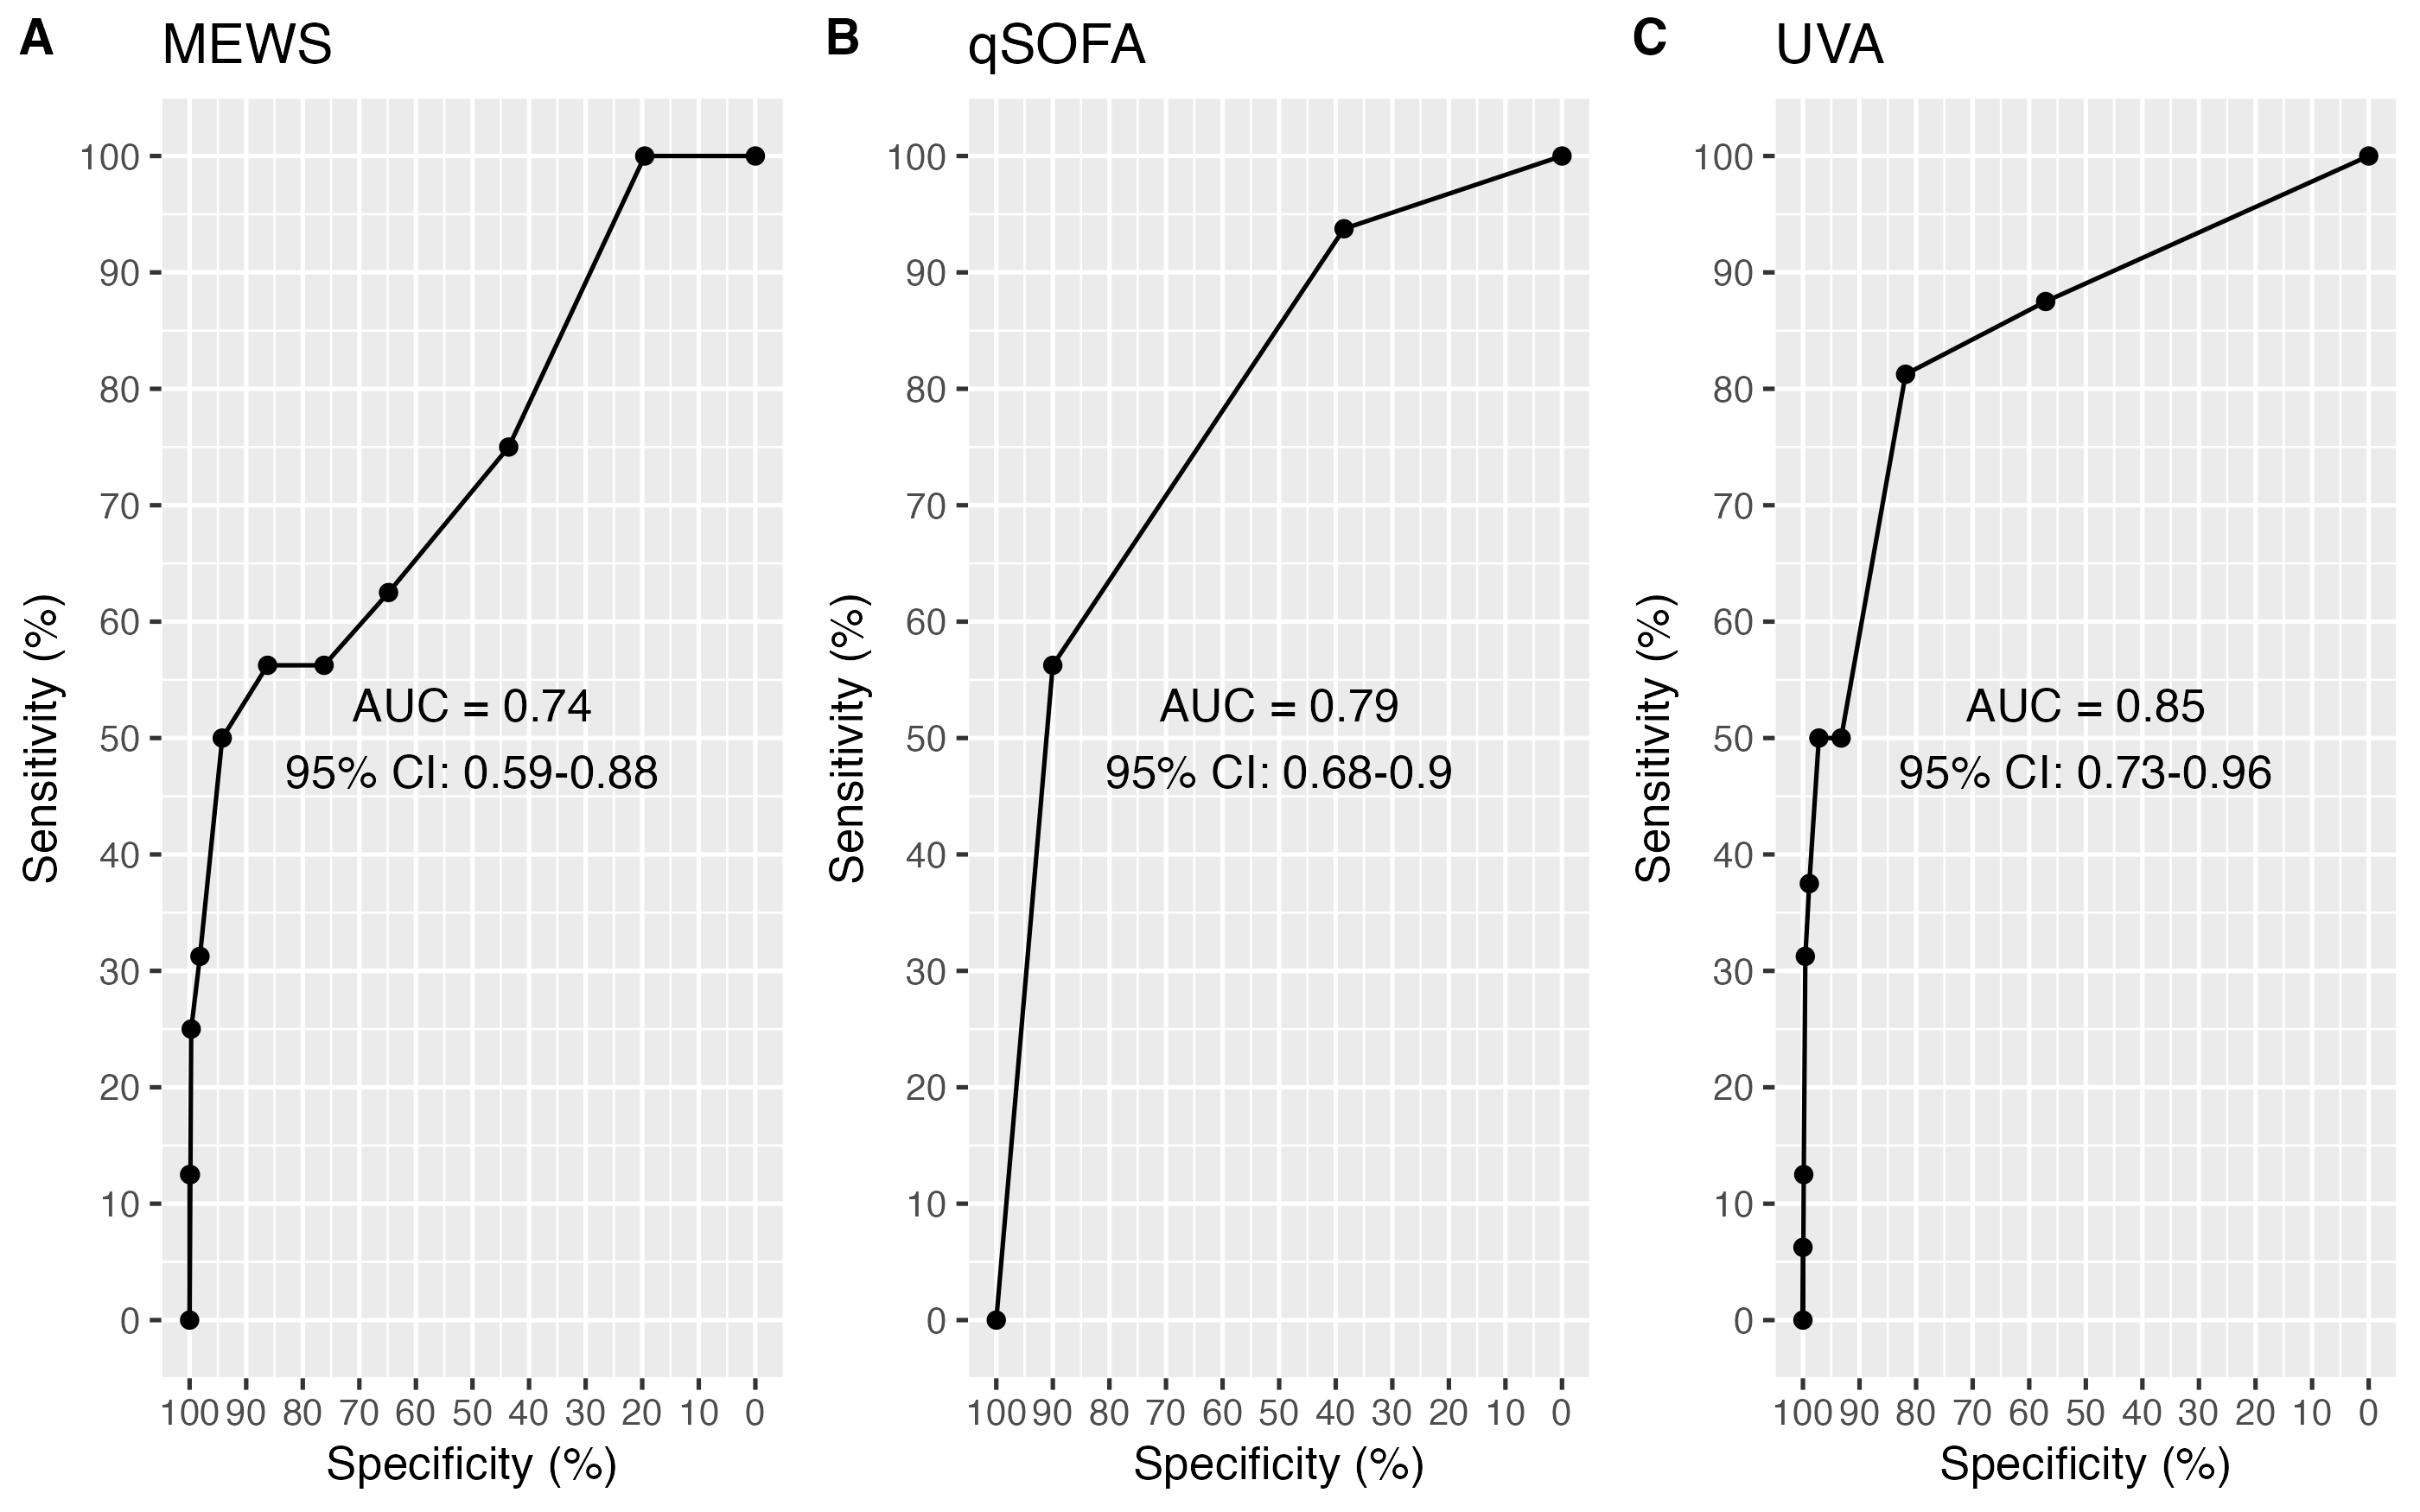 A MEWS
100
90
80
70
60
50
40
30
20
10
0
Sensitivity (%)
AUC = 0.74
95% CI: 0.59-0.88
100 90 80 70 60 50 40 30 20 10 0
Specificity (%)
B qSOFA
100
90
80
70
60
50
40
30
20
10
0
Sensitivity (%)
AUC = 0.79
95% CI: 0.68-0.9
100 90 80 70 60 50 40 30 20 10 0
Specificity (%)
C UVA
100
90
80
70
60
50
40
30
20
10
0
Sensitivity (%)
AUC = 0.85
95% CI: 0.73-0.96
100 90 80 70 60 50 40 30 20 10 0
Specificity (%)